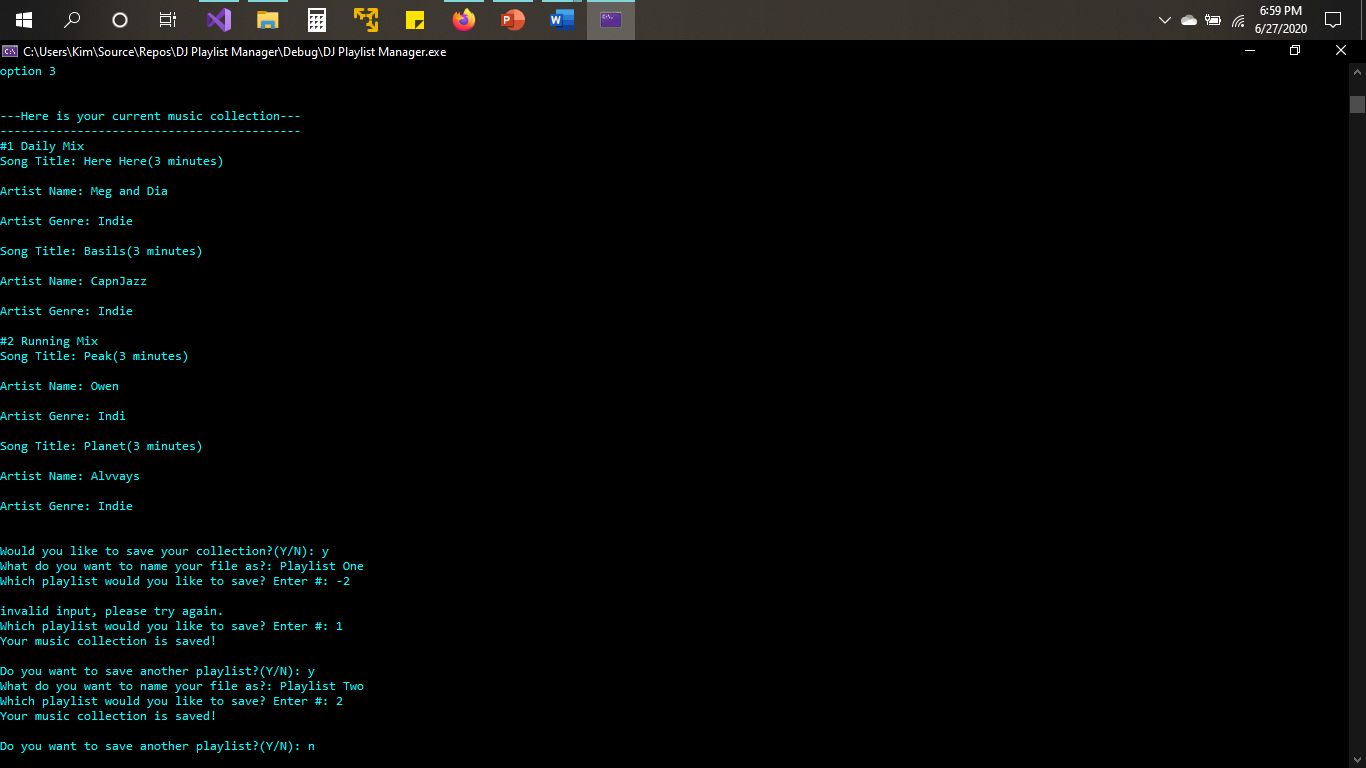 6:59 PM
6/27/2020
C:\Users\Kim\Source\Repos\DJ Playlist Manager\Debug\DJ Playlist Manager.exe
option 3
---Here is your current music collection---
-------------------------------------------
#1 Daily Mix
Song Title: Here Here(3 minutes)
Artist Name: Meg and Dia
Artist Genre: Indie
Song Title: Basils(3 minutes)
Artist Name: CapnJazz
Artist Genre: Indie
#2 Running Mix
Song Title: Peak(3 minutes)
Artist Name: Owen
Artist Genre: Indi
Song Title: Planet(3 minutes)
Artist Name: Alvvays
Artist Genre: Indie
Would you like to save your collection?(Y/N): y
What do you want to name your file as?: Playlist One
Which playlist would you like to save? Enter #: -2
invalid input, please try again.
Which playlist would you like to save? Enter #: 1
Your music collection is saved!
Do you want to save another playlist?(Y/N): y
What do you want to name your file as?: Playlist Two
Which playlist would you like to save? Enter #: 2
Your music collection is saved!
Do you want to save another playlist?(Y/N): n